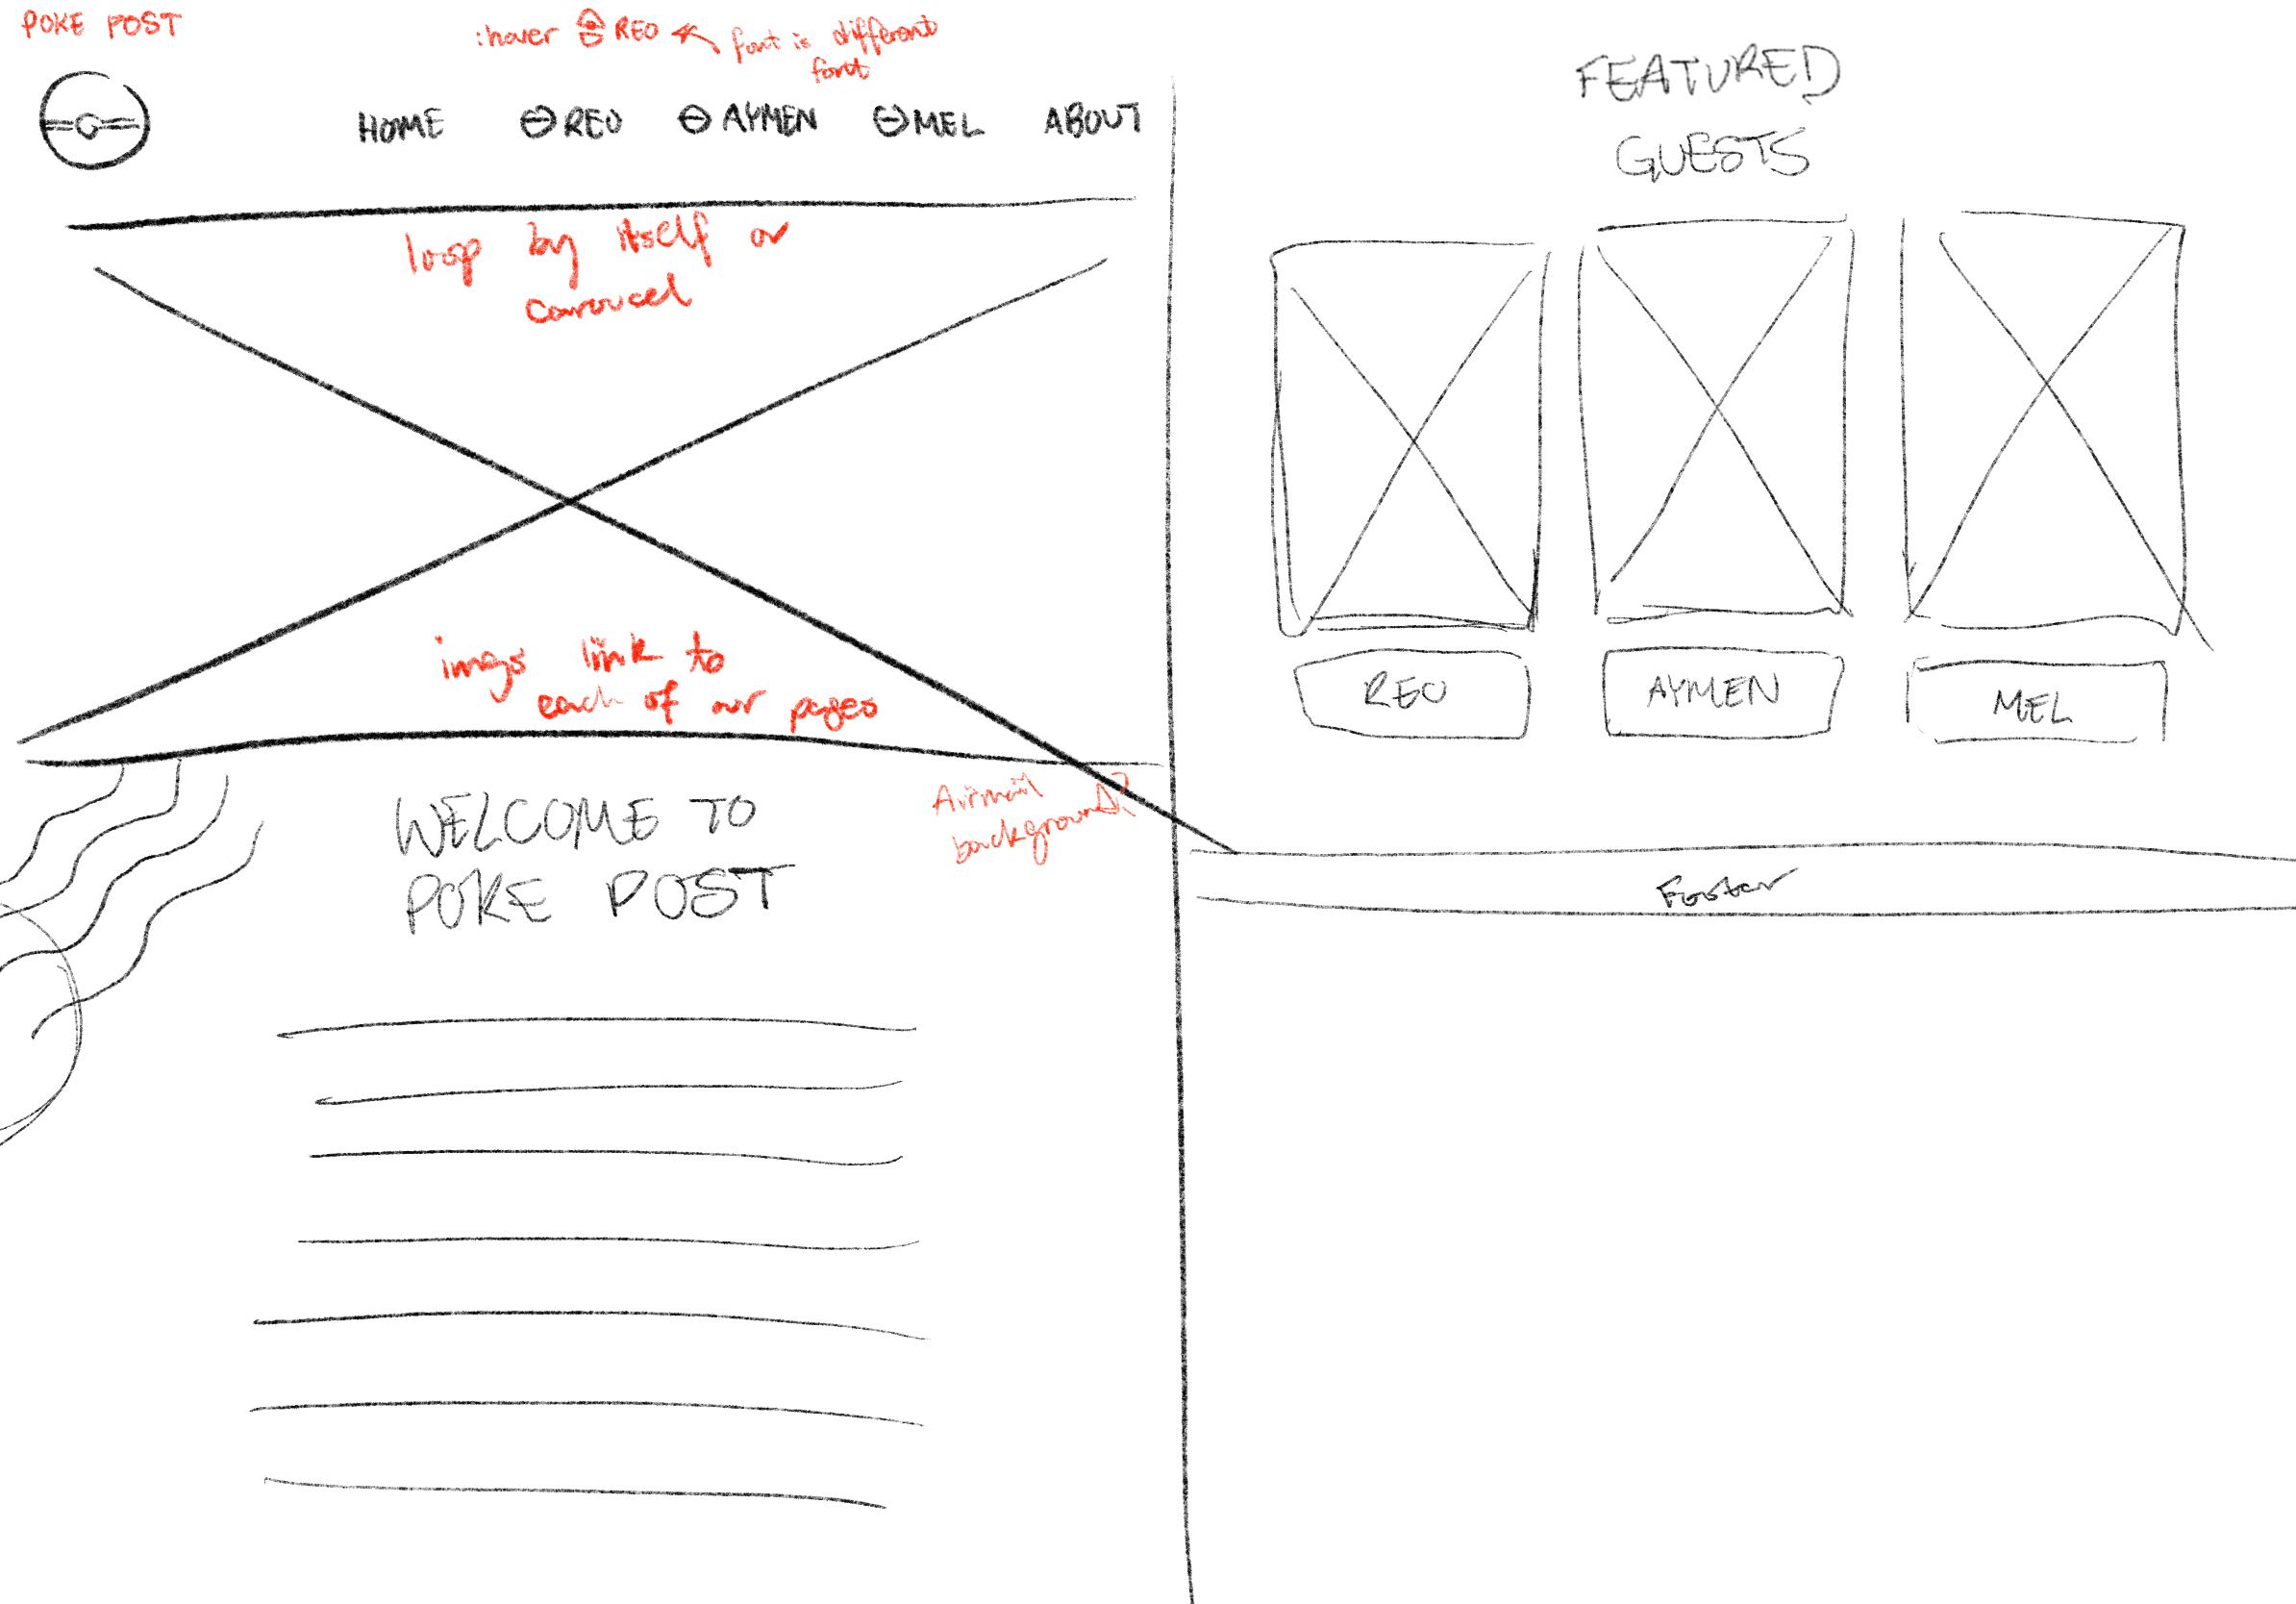 POKE POST
:hover REO
font is different
font
HOME REO AYMEN MEL ABOUT
loop by itself or
carousel
imgs link to
each of our pages
WELCOME TO
POKE POST
Airmail
background?
FEATURED
GUESTS
REO
AYMEN
MEL
Footer